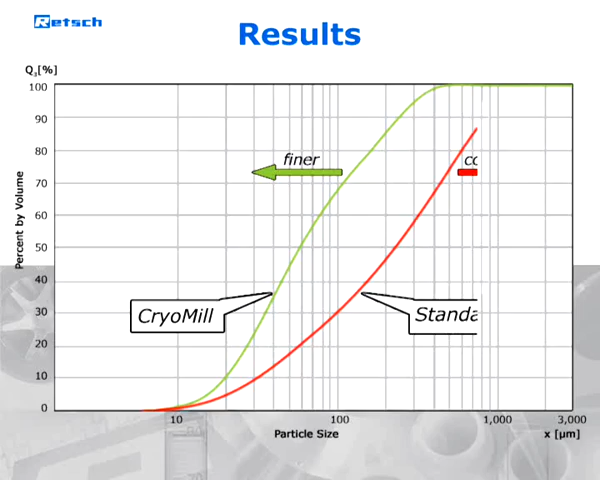 Retsch
Results
Q₃[%]
100
90
80
70
60
50
40
30
20
10
0
Percent by Volume
finer
CryoMill
10
100
1,000
3,000
Particle Size
x [µm]